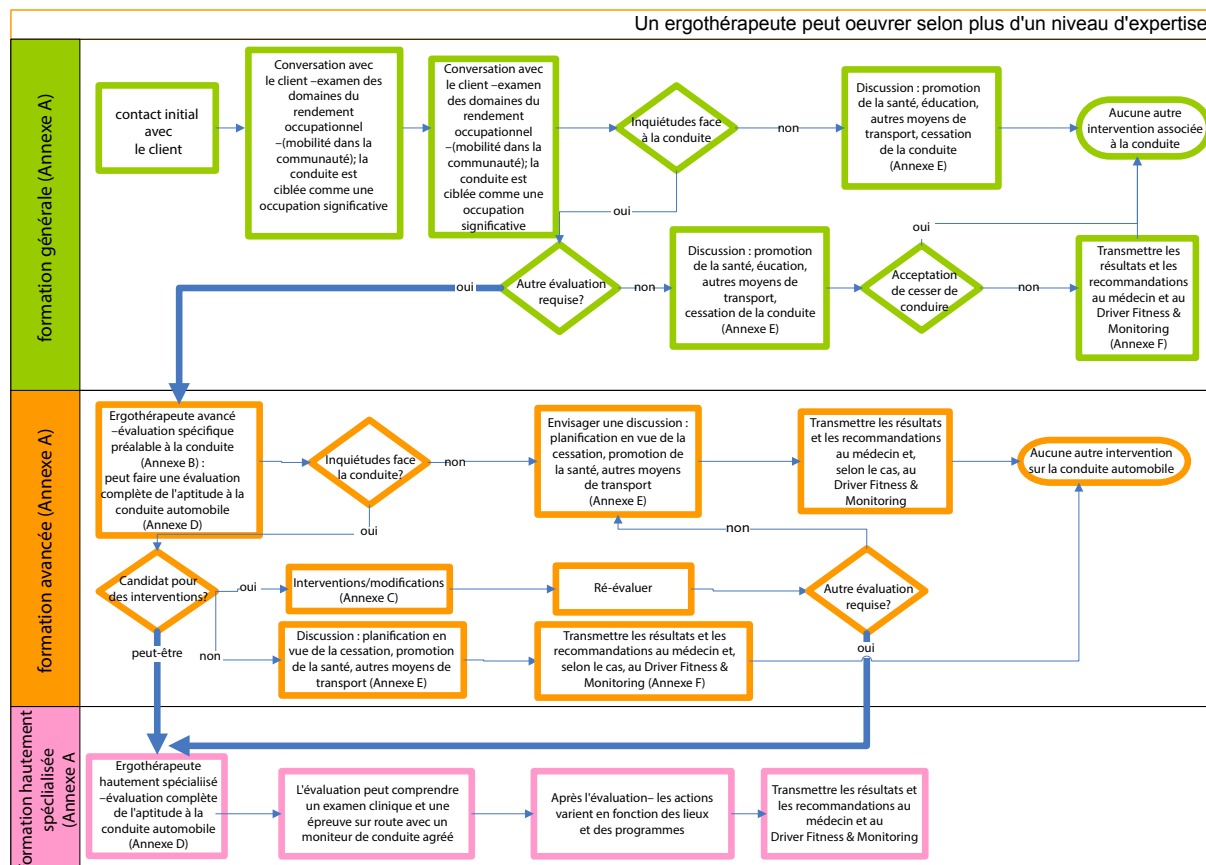 Un ergothérapeute peut oeuvrer selon plus d'un niveau d'expertise
formation générale (Annexe A)
contact initial
avec
le client
Conversation avec
le client –examen
des domaines du
rendement
occupationnel
–(mobilité dans la
communauté); la
conduite est
ciblée comme une
occupation
significative
Conversation avec
le client –examen
des domaines du
rendement
occupationnel
–(mobilité dans la
communauté); la
conduite est
ciblée comme une
occupation
significative
Inquiétudes face
à la conduite
non
oui
Discussion : promotion
de la santé, éducation,
autres moyens de
transport, cessation
de la conduite
(Annexe E)
Aucune autre
intervention associée
à la conduite
Autre évaluation
requise?
oui
non
Discussion : promotion
de la santé, éucation,
autres moyens de
transport,
cessation de la conduite
(Annexe E)
Acceptation
de cesser de
conduire
oui
non
Transmettre les
résultats et les
recommandations
au médecin et au
Driver Fitness &
Monitoring
(Annexe F)
formation avancée (Annexe A)
Ergothérapeute avancé
–évaluation spécifique
préalable à la conduite
(Annexe B) :
peut faire une évaluation
complète de l'aptitude à la
conduite automobile
(Annexe D)
Inquiétudes face
la conduite?
non
oui
Envisager une discussion :
planification en vue de la
cessation, promotion de
la santé, autres moyens
de transport
(Annexe E)
Transmettre les résultats
et les recommandations
au médecin et,
selon le cas, au
Driver Fitness &
Monitoring
Aucune autre intervention
sur la conduite automobile
Candidat pour
des interventions?
oui
Interventions/modifications
(Annexe C)
Ré-évaluer
Autre évaluation
requise?
non
oui
peut-être
non
Discussion : planification en
vue de la cessation, promotion
de la santé, autres moyens de
transport (Annexe E)
Transmettre les résultats et les
recommandations au médecin et,
selon le cas, au Driver Fitness &
Monitoring (Annexe F)
formation hautement
spéclialisée
(Annexe A
Ergothérapeute
hautement spécialiisé
–évaluation complète
de l'aptitude à la
conduite automobile
(Annexe D)
L'évaluation peut comprendre
un examen clinique et une
épreuve sur route avec un
moniteur de conduite agréé
Après l'évaluation– les actions
varient en fonction des lieux
et des programmes
Transmettre les résultats
et les recommandations au
médecin et au
Driver Fitness & Monitoring